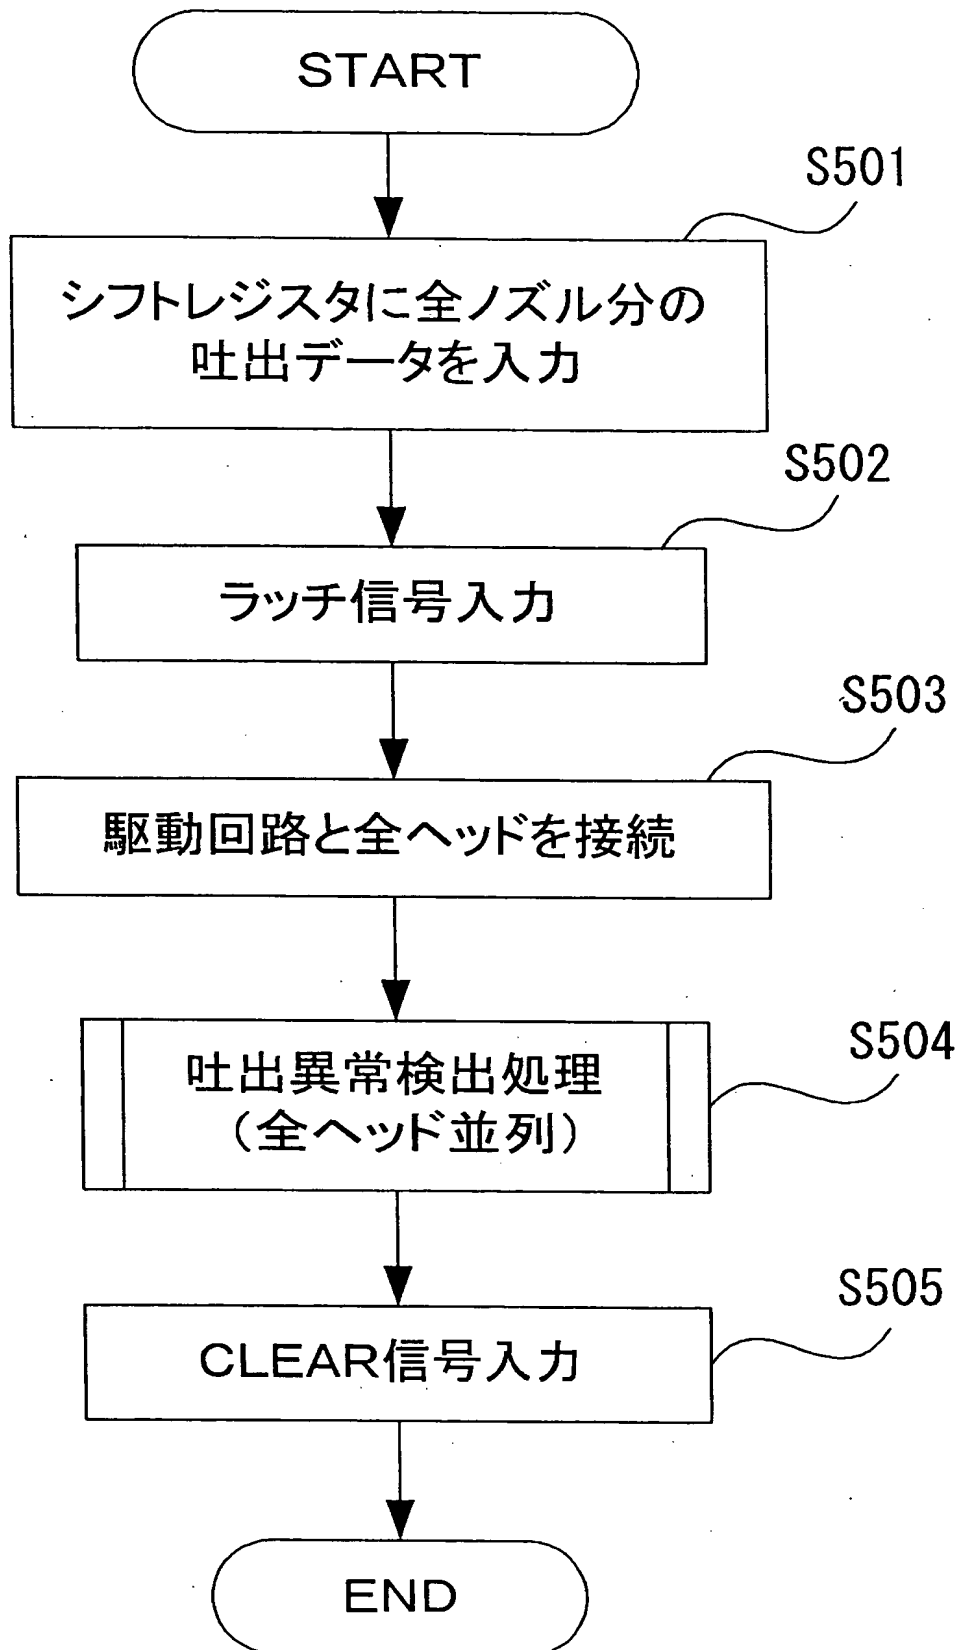 START
S501
シフトレジスタに全ノズル分の
吐出データを入力
S502
ラッチ信号入力
S503
駆動回路と全ヘッドを接続
S504
吐出異常検出処理
(全ヘッド並列)
S505
CLEAR信号入力
END